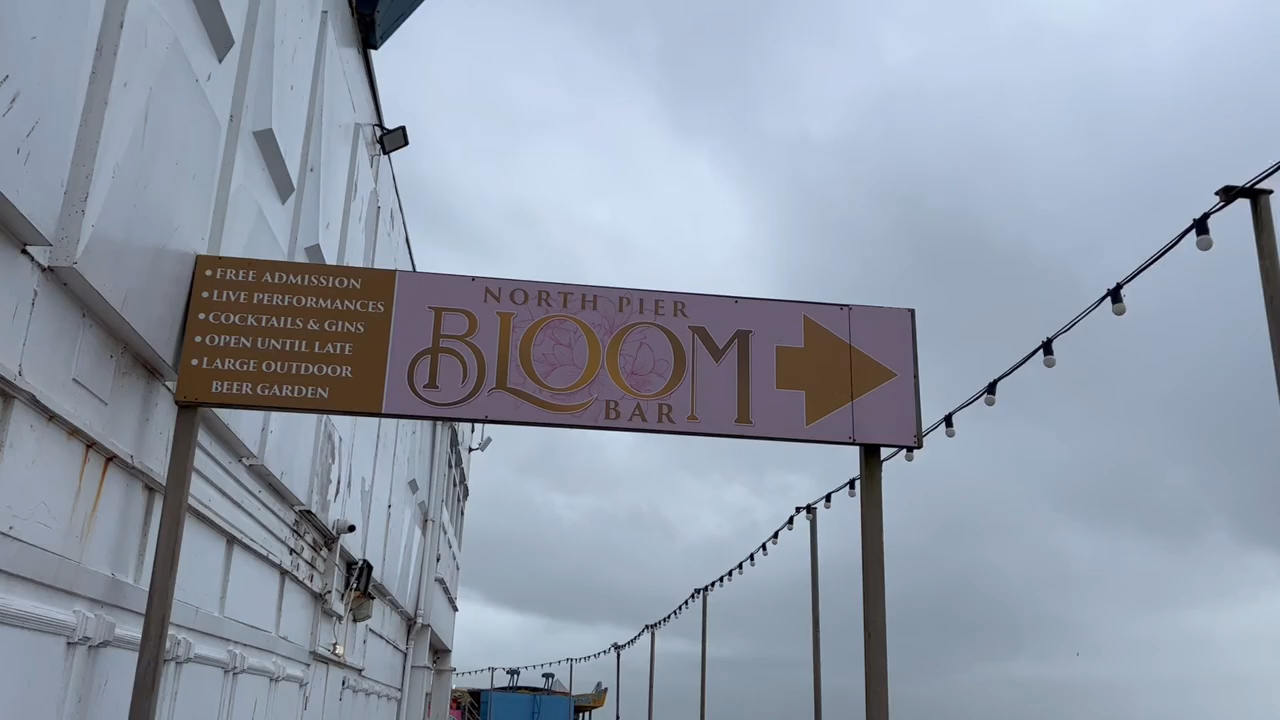 • FREE ADMISSION
• LIVE PERFORMANCES
• COCKTAILS & GINS
• OPEN UNTIL LATE
• LARGE OUTDOOR
BEER GARDEN
NORTH PIER
BLOOM
BAR